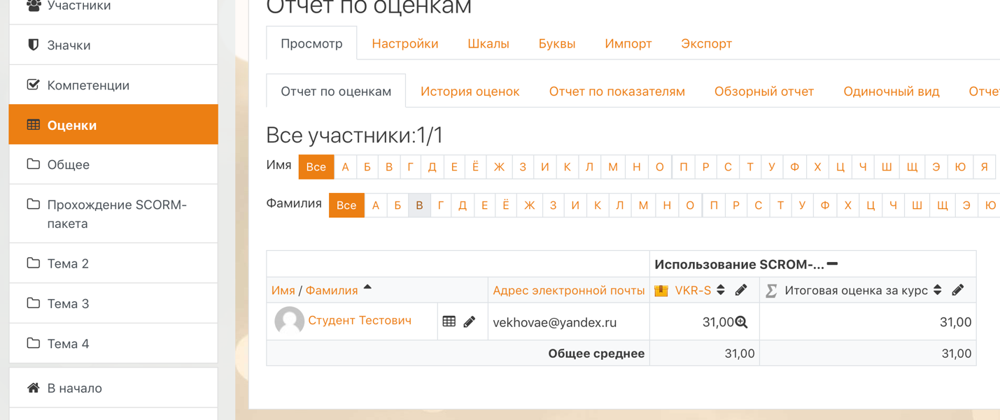 Участники
Значки
Компетенции
Оценки
Общее
Прохождение SCORM-
пакета
Тема 2
Тема 3
Тема 4
В начало
Отчет по оценкам
Просмотр Настройки Шкалы Буквы Импорт Экспорт
Отчет по оценкам История оценок Отчет по показателям Обзорный отчет Одиночный вид Отче
Все участники:1/1
Имя Все А Б В Г Д Е Ё Ж З И К Л М Н О П Р С Т У Ф Х Ц Ч Ш Щ Э Ю Я
Фамилия Все А Б В Г Д Е Ё Ж З И К Л М Н О П Р С Т У Ф Х Ц Ч Ш Щ Э Ю
Использование SCROM-...
Имя / Фамилия Адрес электронной почты VKR-S Σ Итоговая оценка за курс
Студент Тестович vekhovae@yandex.ru 31,00 31,00
Общее среднее 31,00 31,00